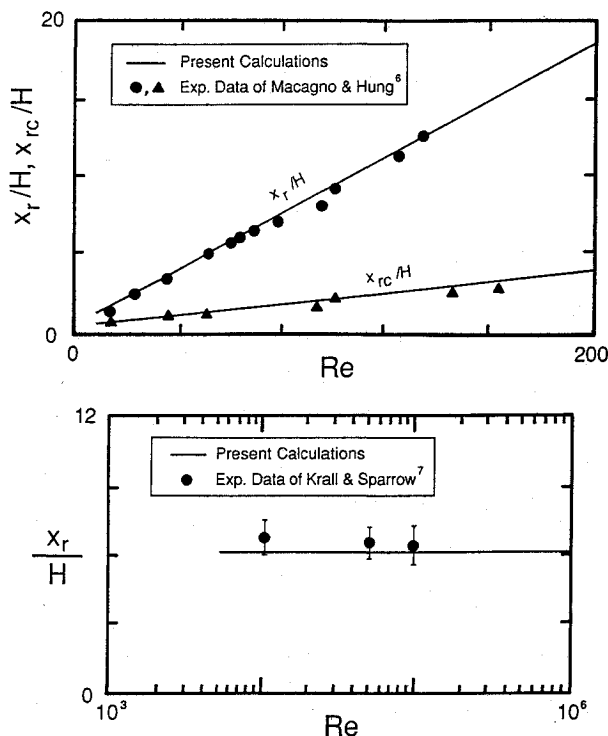 20
Present Calculations
●, ▲ Exp. Data of Macagno & Hung⁶
x_r/H, x_rc/H
x_r/H
x_rc/H
0
0
200
Re
12
Present Calculations
● Exp. Data of Krall & Sparrow⁷
x_r
H
0
10³
10⁶
Re